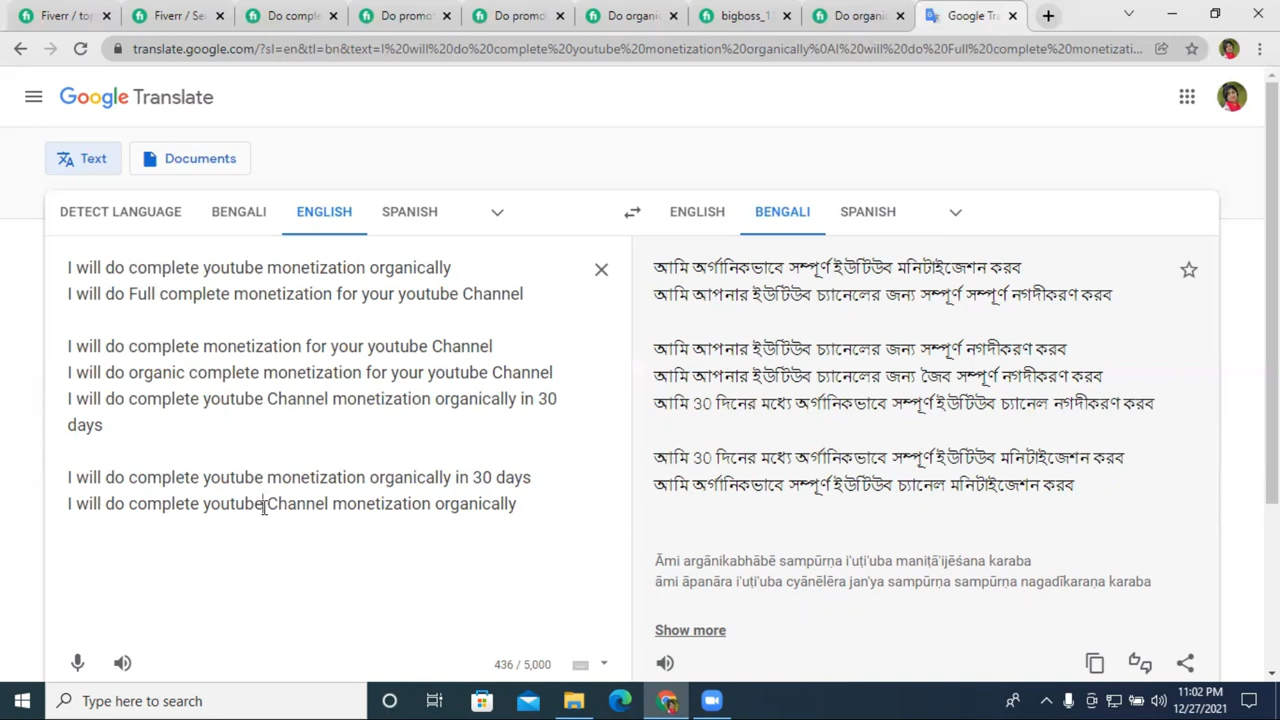 Fiverr / top
Fiverr / Se
Do comple
Do promo
Do promo
Do organic
bigboss_1
Do organic
Google Tra
translate.google.com/?sl=en&tl=bn&text=I%20will%20do%20complete%20youtube%20monetization%20organically%0AI%20will%20do%20Full%20complete%20monetizati...
Google Translate
Text
Documents
DETECT LANGUAGE BENGALI ENGLISH SPANISH
ENGLISH BENGALI SPANISH
I will do complete youtube monetization organically
I will do Full complete monetization for your youtube Channel
I will do complete monetization for your youtube Channel
I will do organic complete monetization for your youtube Channel
I will do complete youtube Channel monetization organically in 30
days
I will do complete youtube monetization organically in 30 days
I will do complete youtube Channel monetization organically
436 / 5,000
আমি অর্গানিকভাবে সম্পূর্ণ ইউটিউব মনিটাইজেশন করব
আমি আপনার ইউটিউব চ্যানেলের জন্য সম্পূর্ণ সম্পূর্ণ নগদীকরণ করব
আমি আপনার ইউটিউব চ্যানেলের জন্য সম্পূর্ণ নগদীকরণ করব
আমি আপনার ইউটিউব চ্যানেলের জন্য জৈব সম্পূর্ণ নগদীকরণ করব
আমি 30 দিনের মধ্যে অর্গানিকভাবে সম্পূর্ণ ইউটিউব চ্যানেল নগদীকরণ করব
আমি 30 দিনের মধ্যে অর্গানিকভাবে সম্পূর্ণ ইউটিউব মনিটাইজেশন করব
আমি অর্গানিকভাবে সম্পূর্ণ ইউটিউব চ্যানেল মনিটাইজেশন করব
Āmi argānikabhābē sampūrṇa i'uṭi'uba maniṭā'ijēśana karaba
āmi āpanāra i'uṭi'uba cyānēlēra jan'ya sampūrṇa sampūrṇa nagadīkaraṇa karaba
Show more
Type here to search
11:02 PM
12/27/2021